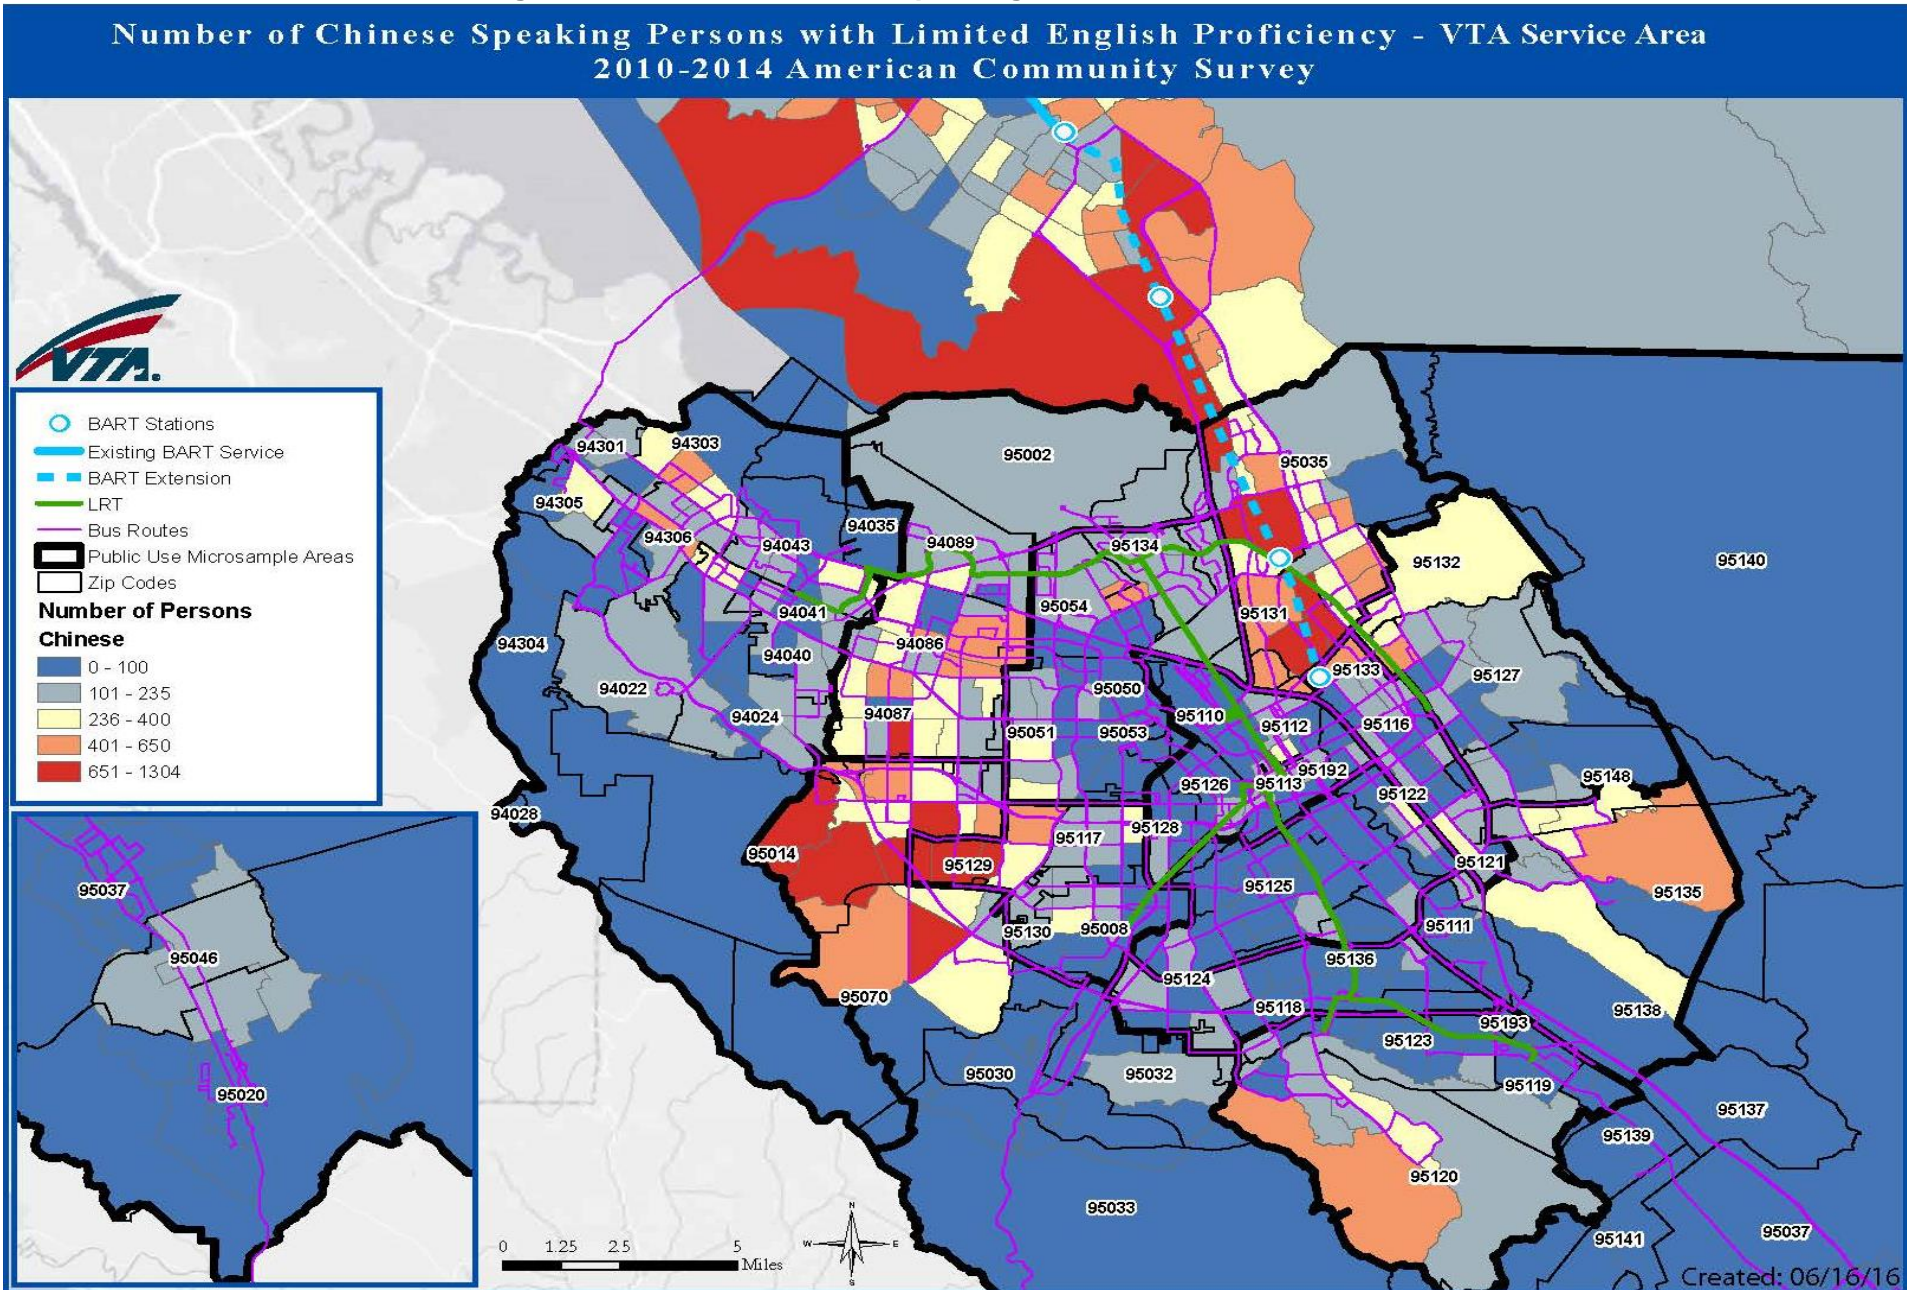 Number of Chinese Speaking Persons with Limited English Proficiency - VTA Service Area
2010-2014 American Community Survey
VTA.
BART Stations
Existing BART Service
BART Extension
LRT
Bus Routes
Public Use Microsample Areas
Zip Codes
Number of Persons
Chinese
0 - 100
101 - 235
236 - 400
401 - 650
651 - 1304
94301
94303
95002
95035
94305
94306
94043
94035
94089
95134
95132
95140
94041
95054
95131
94304
94040
94086
95133
95127
94022
95050
94024
94087
95051
95053
95110
95112
95116
95126
95113
95192
95122
95148
94028
95117
95128
95014
95129
95121
95125
95135
95130
95008
95111
95136
95124
95070
95118
95193
95138
95123
95030
95032
95119
95137
95139
95120
95033
95141
95037
95037
95046
95020
0 1.25 2.5 5
Miles
N
W E
S
Created: 06/16/16